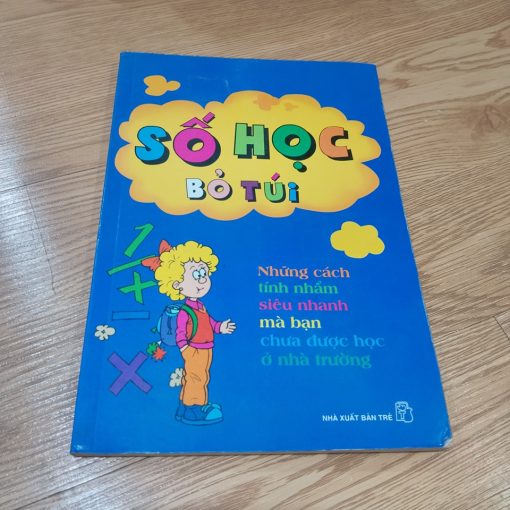 SỐ HỌC
BỎ TÚI
Những cách
tính nhẩm
siêu nhanh
mà bạn
chưa được học
ở nhà trường
NHÀ XUẤT BẢN TRẺ